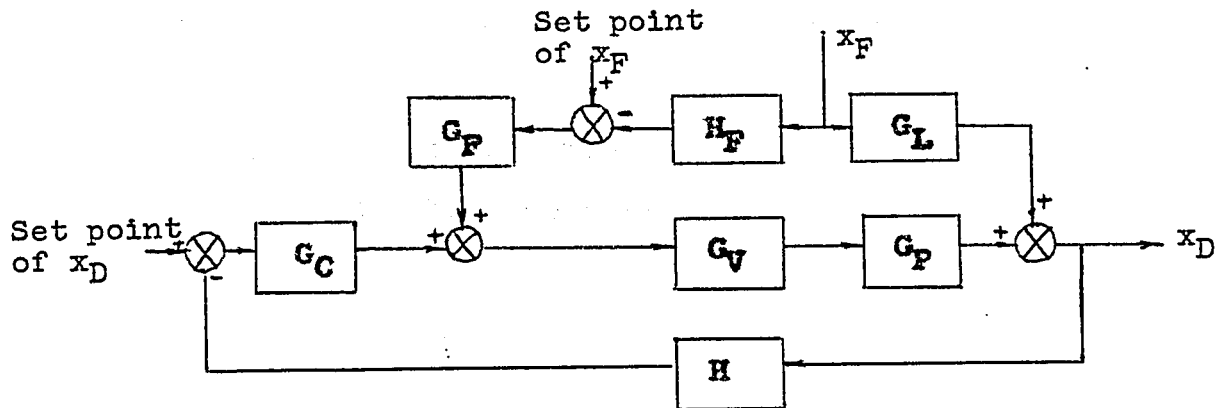 Set point
of x_F
x_F
+
-
G_F
H_F
G_L
+
+
Set point
of x_D
+
-
G_C
+
G_V
G_P
+
x_D
H